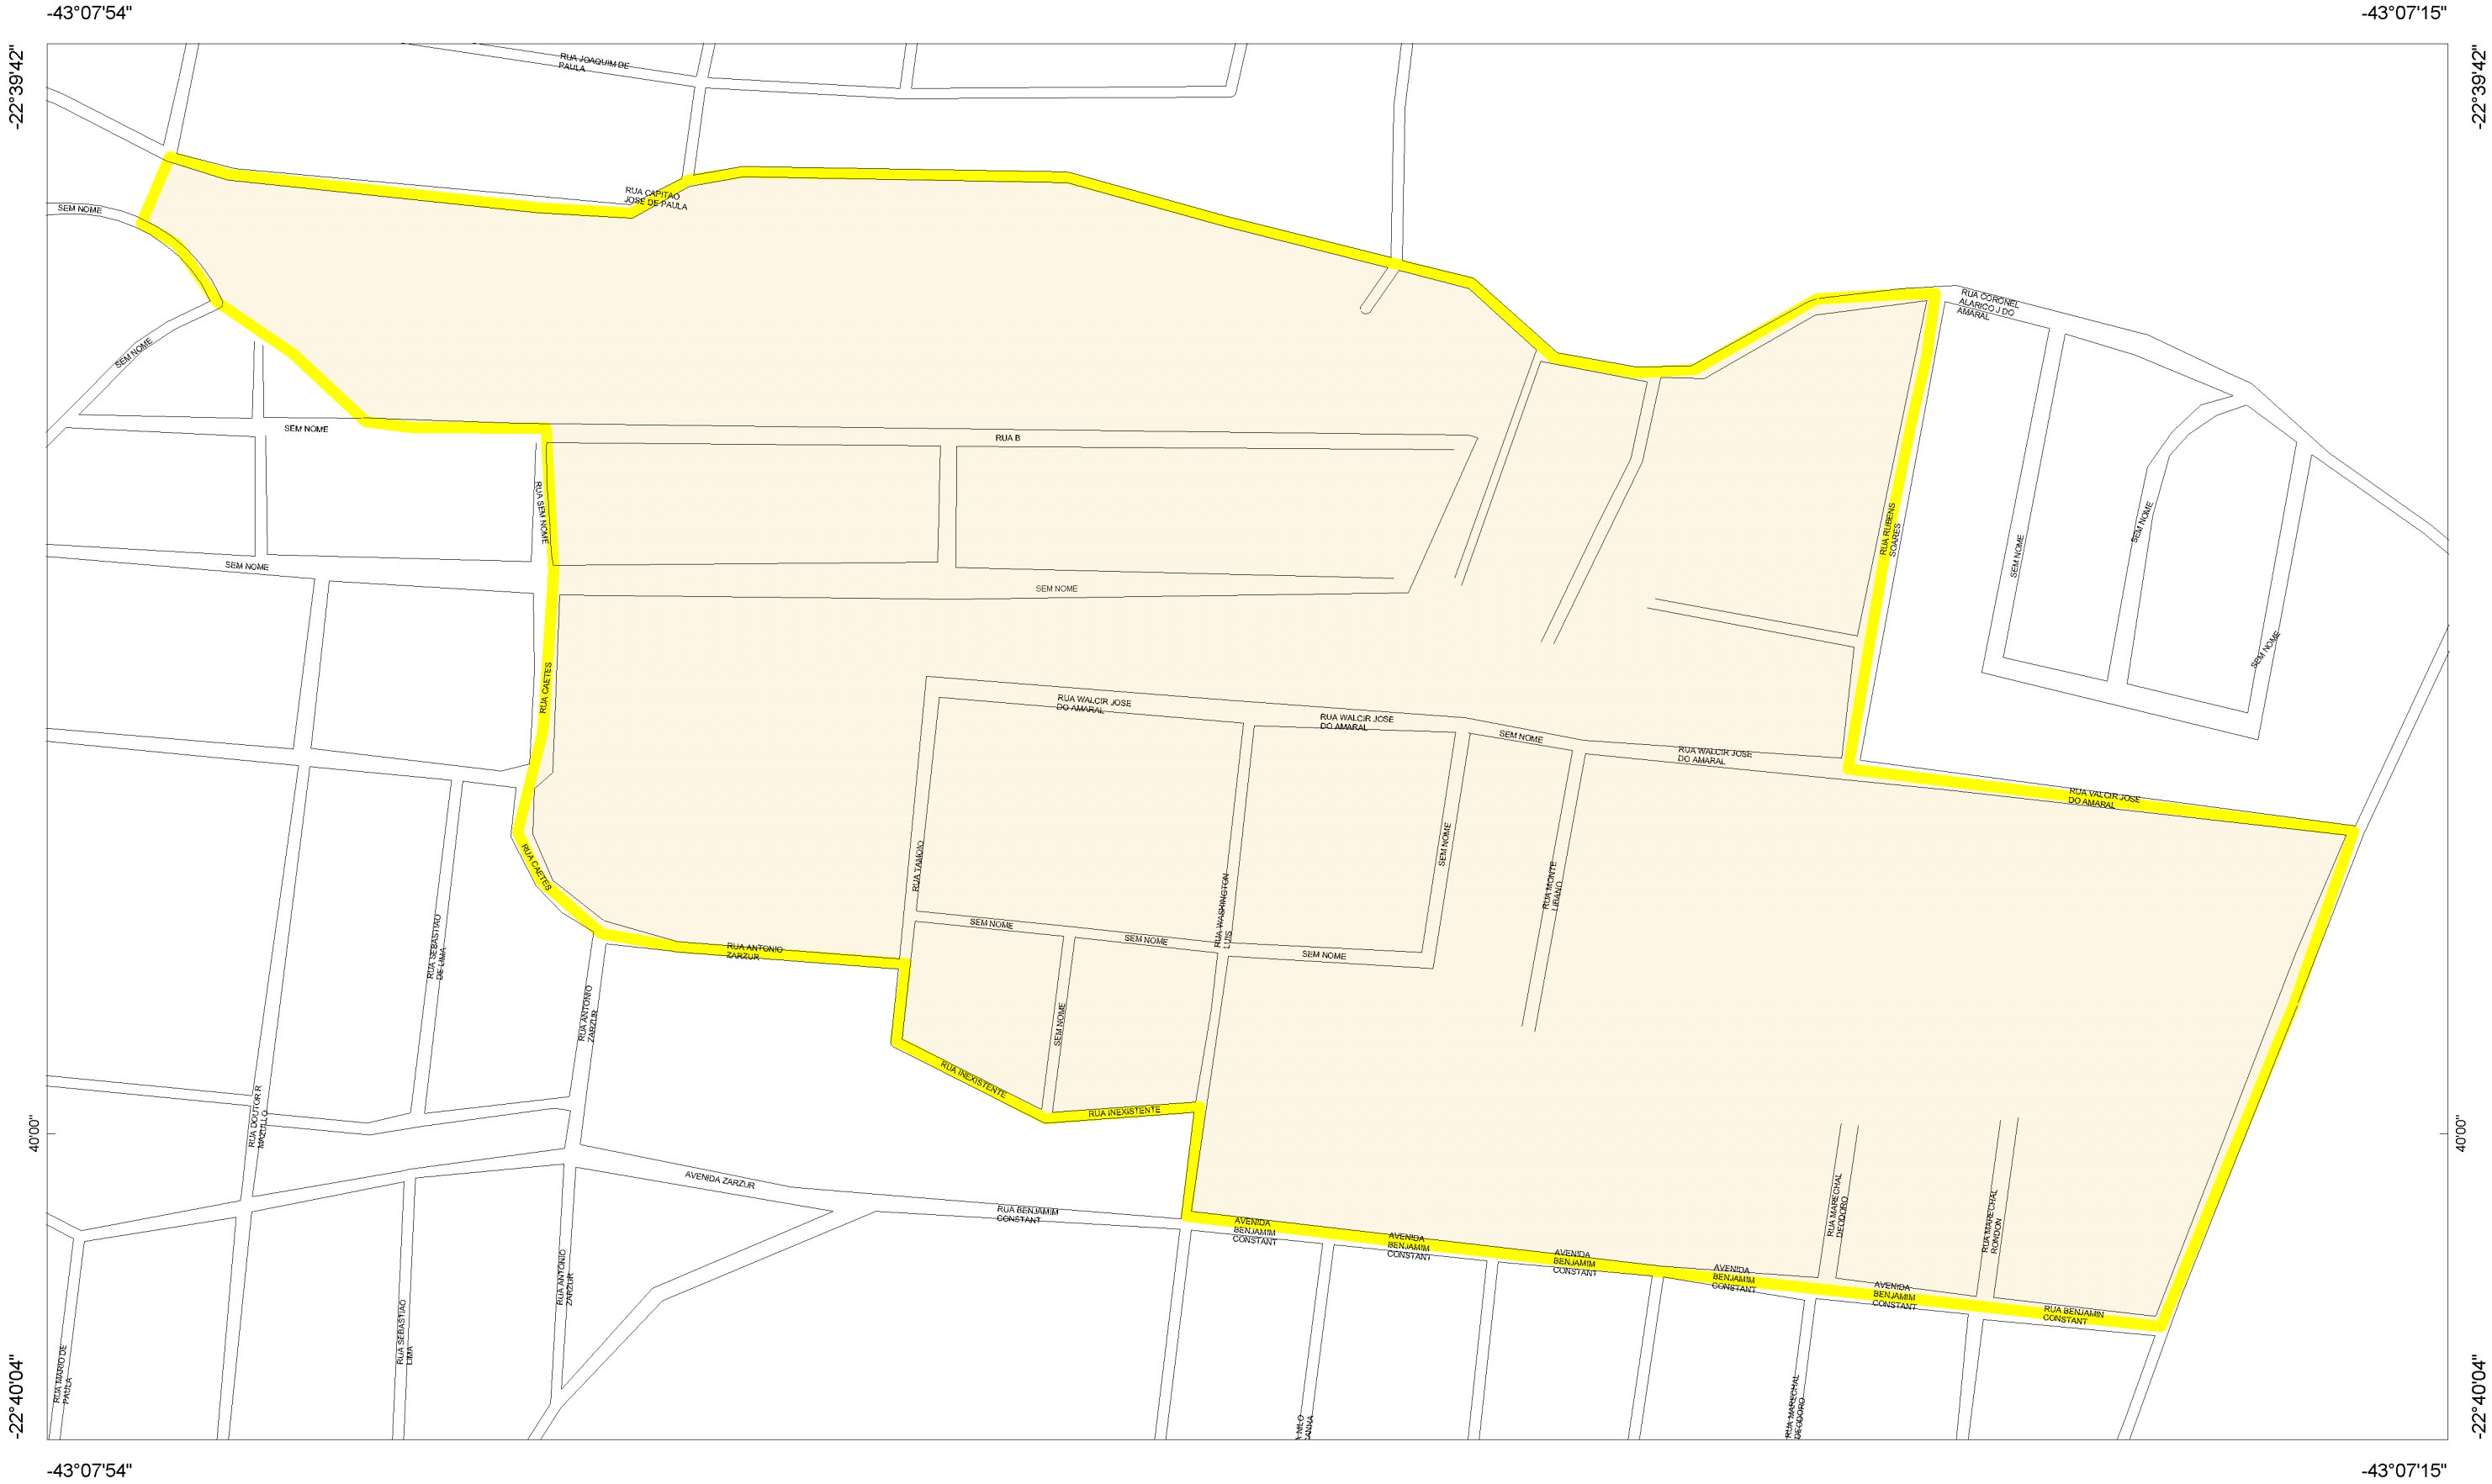 -43°07'54"
-43°07'15"
-22°39'42"
-22°39'42"
RUA JOAQUIM DE
PAULA
RUA CAPITAO
JOSE DE PAULA
SEM NOME
RUA CORONEL
ALARICO J DO
AMARAL
SEM NOME
SEM NOME
RUA B
RUA SEM NOME
RUA RUBENS
SOARES
SEM NOME
SEM NOME
SEM NOME
SEM NOME
SEM NOME
RUA CAETES
RUA WALCIR JOSE
DO AMARAL
RUA WALCIR JOSE
DO AMARAL
SEM NOME
RUA WALCIR JOSE
DO AMARAL
RUA VALCIR JOSE
DO AMARAL
RUA CAETES
RUA TAMOIO
SEM NOME
RUA MONTE
LIBANO
RUA WASHINGTON
LUIS
RUA SEBASTIAO
DE LIMA
RUA ANTONIO
ZARZUR
SEM NOME
SEM NOME
SEM NOME
RUA ANTONIO
ZARZUR
SEM NOME
RUA INEXISTENTE
RUA INEXISTENTE
RUA DOUTOR R
MAZULLO
40'00"
40'00"
AVENIDA ZARZUR
RUA BENJAMIM
CONSTANT
RUA MARECHAL
DEODORO
RUA MARECHAL
RONDON
AVENIDA
BENJAMIM
CONSTANT
AVENIDA
BENJAMIM
CONSTANT
AVENIDA
BENJAMIM
CONSTANT
AVENIDA
BENJAMIM
CONSTANT
AVENIDA
BENJAMIM
CONSTANT
RUA BENJAMIN
CONSTANT
RUA ANTONIO
ZARZUR
RUA SEBASTIAO
LIMA
RUA MARIO DE
PAULA
NILO
RUA MARECHAL
DEODORO
-22°40'04"
-22°40'04"
-43°07'54"
-43°07'15"